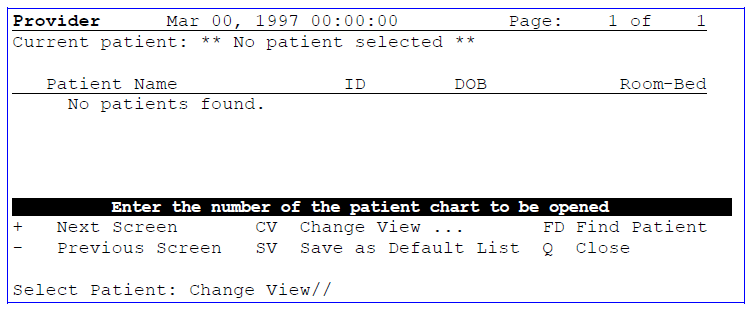 Provider Mar 00, 1997 00:00:00 Page: 1 of 1
Current patient: ** No patient selected **
Patient Name ID DOB Room-Bed
No patients found.
Enter the number of the patient chart to be opened
+ Next Screen CV Change View ... FD Find Patient
- Previous Screen SV Save as Default List Q Close
Select Patient: Change View//